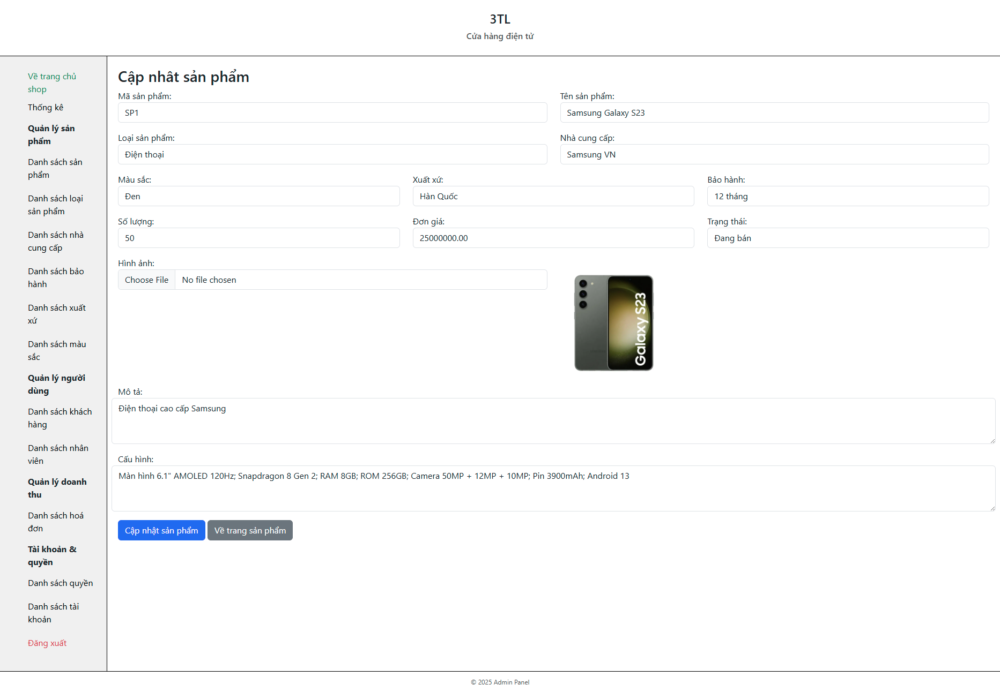 3TL
Cửa hàng điện tử
Về trang chủ
shop
Thống kê
Quản lý sản
phẩm
Danh sách sản
phẩm
Danh sách loại
sản phẩm
Danh sách nhà
cung cấp
Danh sách bảo
hành
Danh sách xuất
xứ
Danh sách màu
sắc
Quản lý người
dùng
Danh sách khách
hàng
Danh sách nhân
viên
Quản lý doanh
thu
Danh sách hoá
đơn
Tài khoản &
quyền
Danh sách quyền
Danh sách tài
khoản
Đăng xuất
Cập nhât sản phẩm
Mã sản phẩm:
SP1
Tên sản phẩm:
Samsung Galaxy S23
Loại sản phẩm:
Điện thoại
Nhà cung cấp:
Samsung VN
Màu sắc:
Đen
Xuất xứ:
Hàn Quốc
Bảo hành:
12 tháng
Số lượng:
50
Đơn giá:
25000000.00
Trạng thái:
Đang bán
Hình ảnh:
Choose File No file chosen
Galaxy S23
Mô tả:
Điện thoại cao cấp Samsung
Cấu hình:
Màn hình 6.1" AMOLED 120Hz; Snapdragon 8 Gen 2; RAM 8GB; ROM 256GB; Camera 50MP + 12MP + 10MP; Pin 3900mAh; Android 13
Cập nhật sản phẩm
Về trang sản phẩm
© 2025 Admin Panel